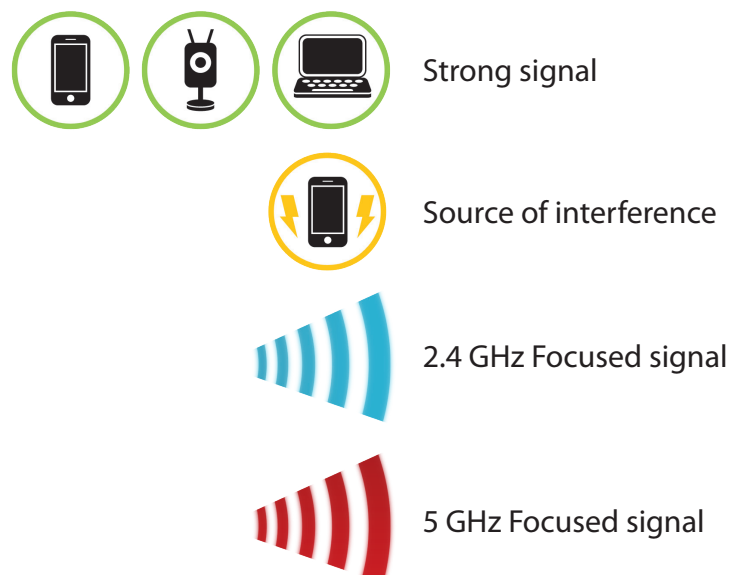 Strong signal
Source of interference
2.4 GHz Focused signal
5 GHz Focused signal